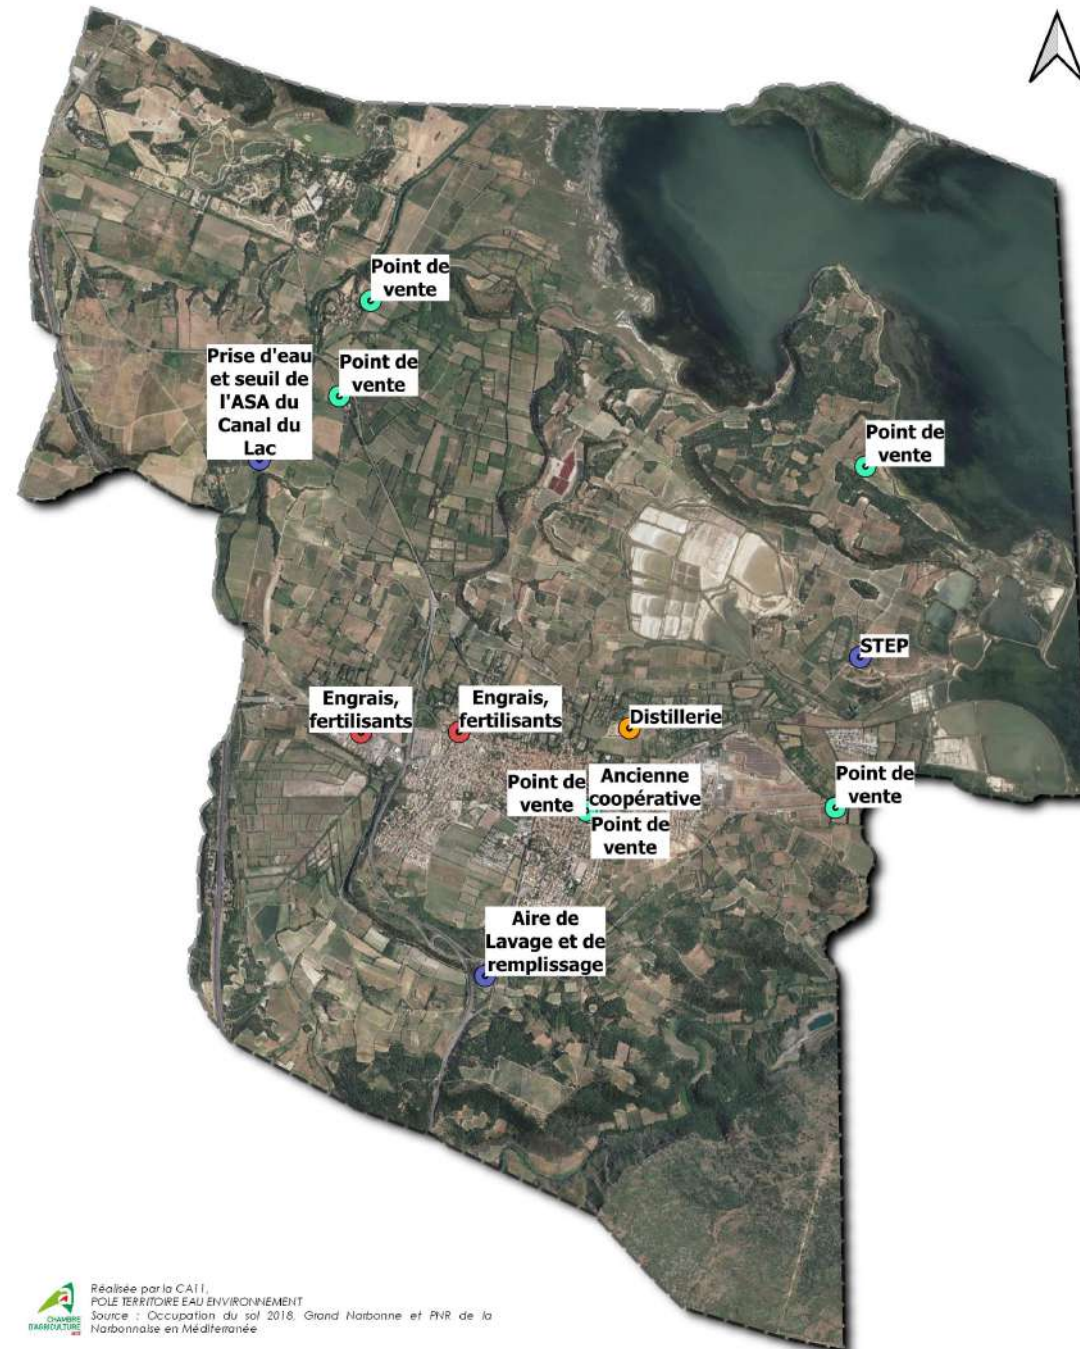 Point de
vente
Point de
vente
Prise d'eau
et seuil de
l'ASA du
Canal du
Lac
Point de
vente
STEP
Engrais,
fertilisants
Engrais,
fertilisants
Distillerie
Point de
vente
Ancienne
coopérative
Point de
vente
Point de
vente
Aire de
Lavage et de
remplissage
CHAMBRE
D'AGRICULTURE
Réalisée par la CA11,
POLE TERRITOIRE EAU ENVIRONNEMENT
Source : Occupation du sol 2018, Grand Narbonne et PNR de la
Narbonnaise en Méditerranée